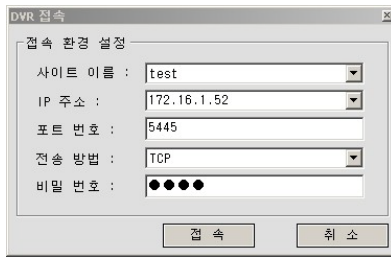 DVR 접속
접속 환경 설정
사이트 이름 : test
IP 주소 : 172.16.1.52
포트 번호 : 5445
전송 방법 : TCP
비밀 번호 : ●●●●
접 속 취 소